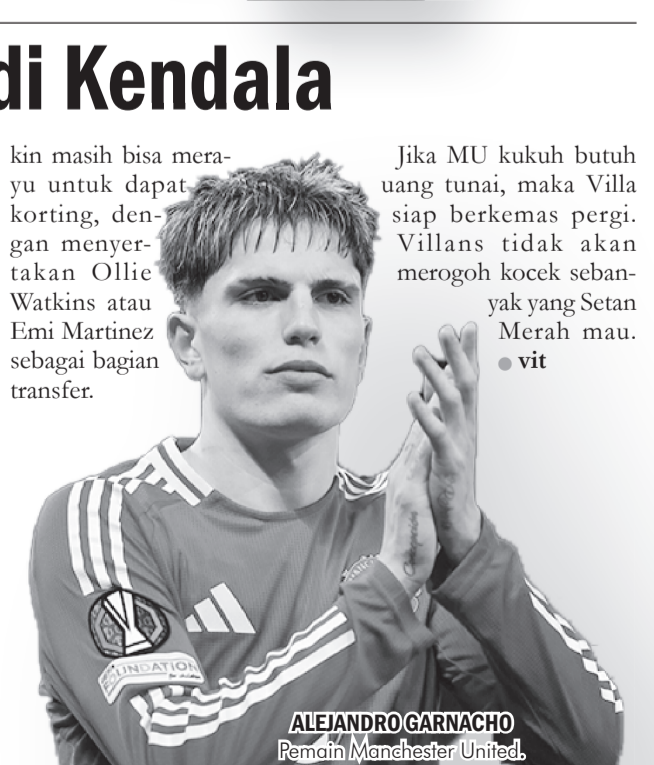 di Kendala
kin masih bisa mera-
yu untuk dapat
korting, den-
gan menyer-
takan Ollie
Watkins atau
Emi Martinez
sebagai bagian
transfer.
Jika MU kukuh butuh
uang tunai, maka Villa
siap berkemas pergi.
Villans tidak akan
merogoh kocek seban-
yak yang Setan
Merah mau.
● vit
FOUNDATION
ALEJANDRO GARNACHO
Pemain Manchester United.